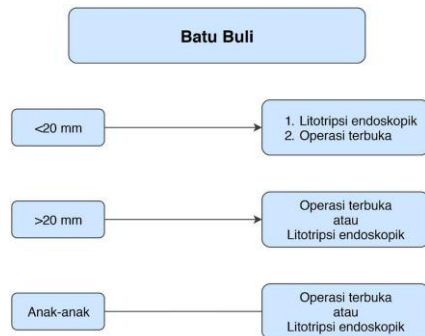 Batu Buli
<20 mm
1. Litotripsi endoskopik
2. Operasi terbuka
>20 mm
Operasi terbuka
atau
Litotripsi endoskopik
Anak-anak
Operasi terbuka
atau
Litotripsi endoskopik